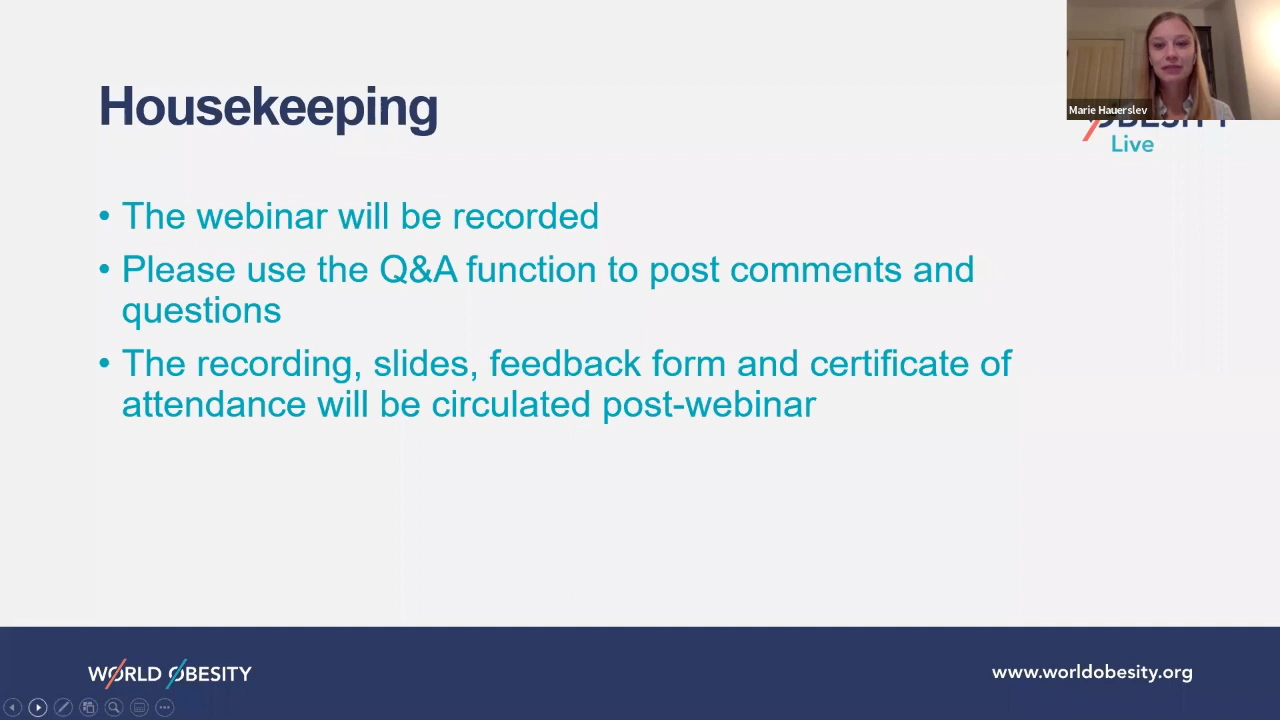 Housekeeping
Marie Hauerslev
OBESITY
Live
• The webinar will be recorded
• Please use the Q&A function to post comments and
questions
• The recording, slides, feedback form and certificate of
attendance will be circulated post-webinar
WORLD OBESITY
www.worldobesity.org